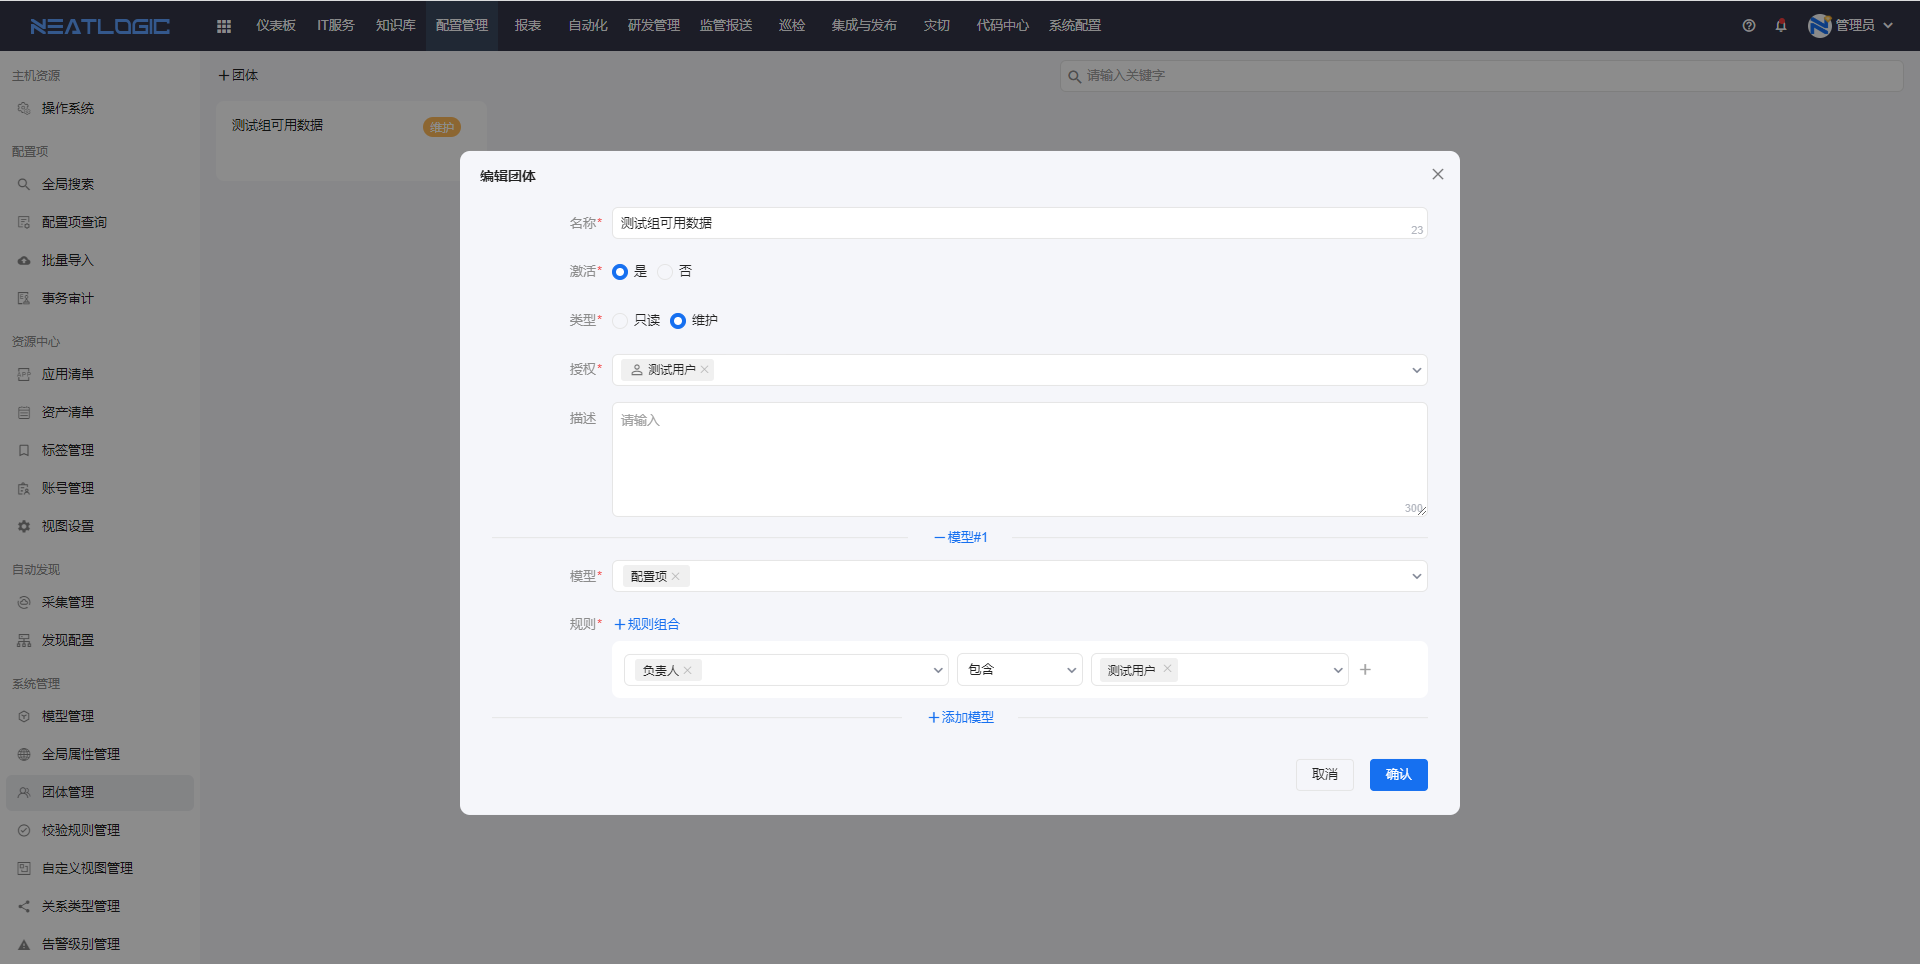 NEATLOGIC 仪表板 IT服务 知识库 配置管理 报表 自动化 研发管理 监管报送 巡检 集成与发布 灾切 代码中心 系统配置 管理员
主机资源
操作系统
配置项
全局搜索
配置项查询
批量导入
事务审计
资源中心
应用清单
资产清单
标签管理
账号管理
视图设置
自动发现
采集管理
发现配置
系统管理
模型管理
全局属性管理
团体管理
校验规则管理
自定义视图管理
关系类型管理
告警级别管理
+团体
请输入关键字
测试组可用数据 维护
编辑团体
名称* 测试组可用数据 23
激活* 是 否
类型* 只读 维护
授权* 测试用户
描述 请输入
300
模型#1
模型* 配置项
规则* +规则组合
负责人 包含 测试用户 +
+添加模型
取消 确认